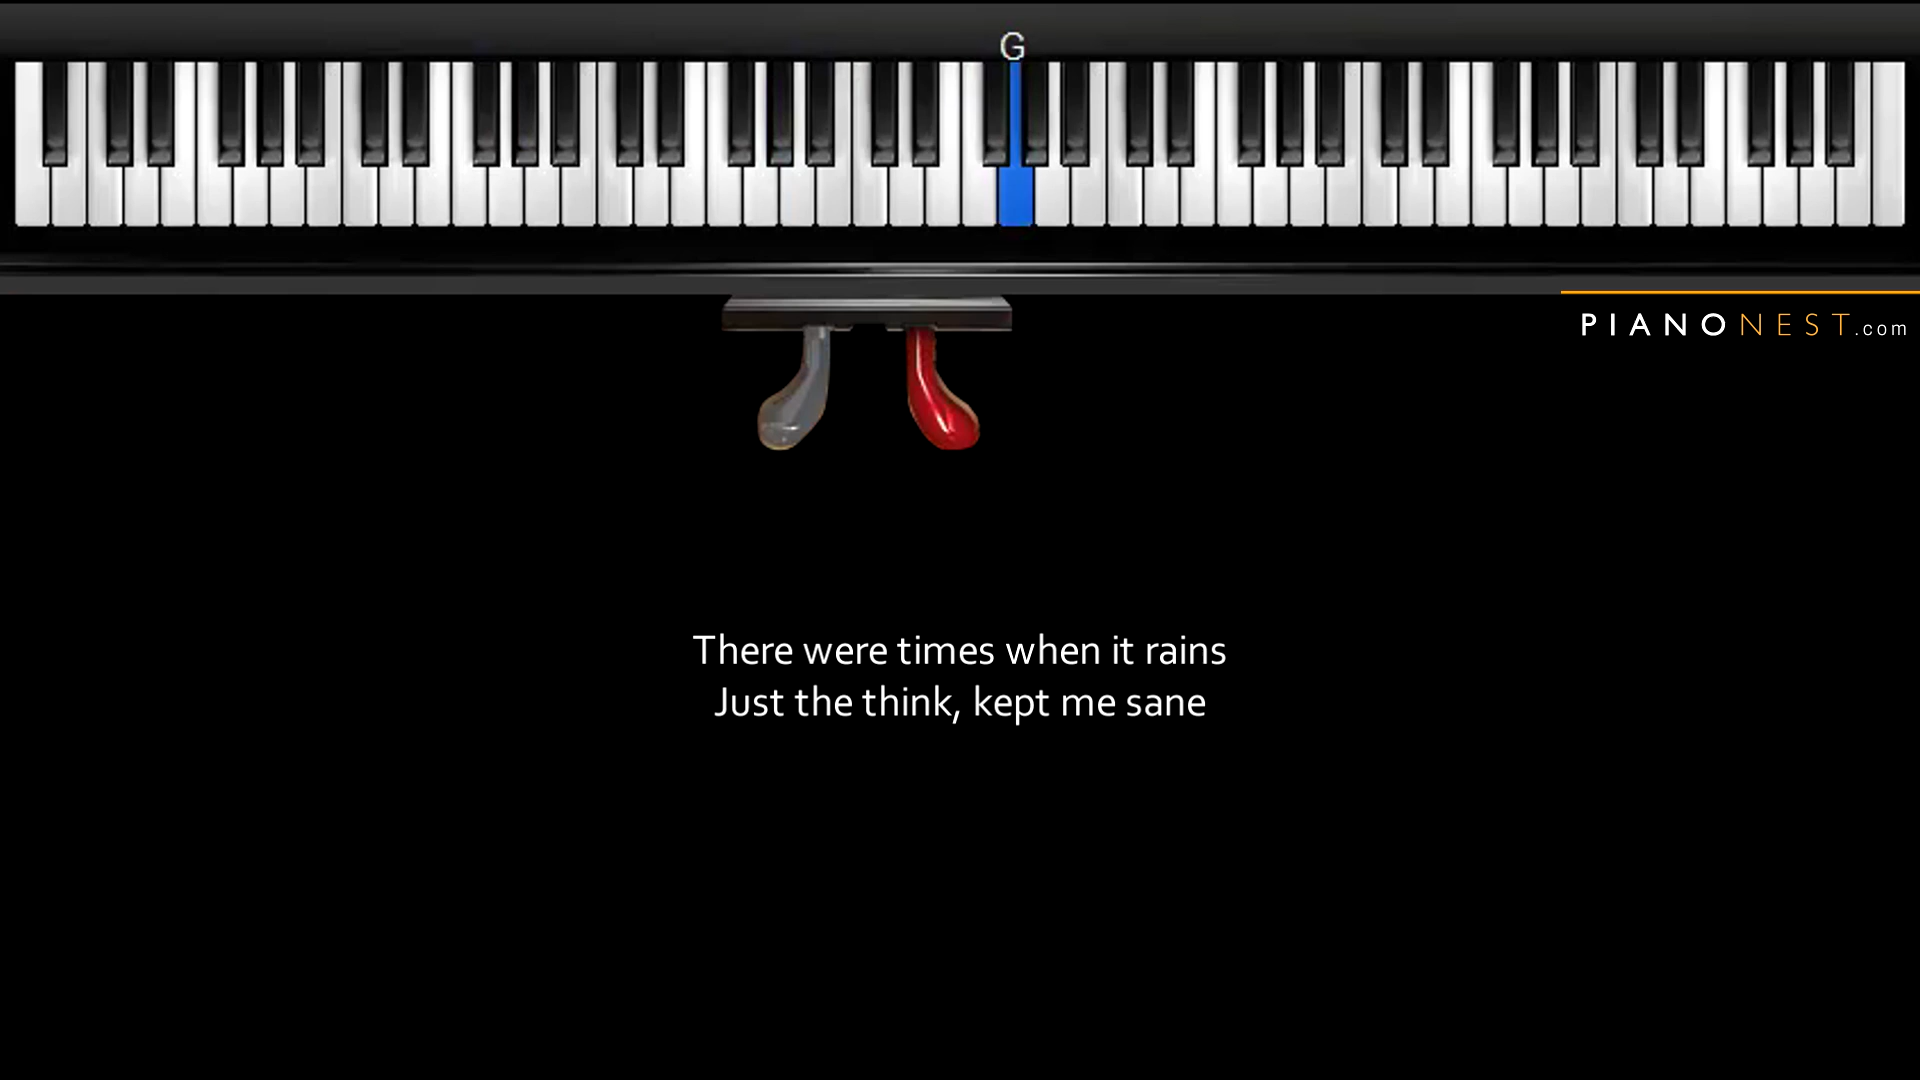 G
PIANONEST.com
There were times when it rains
Just the think, kept me sane